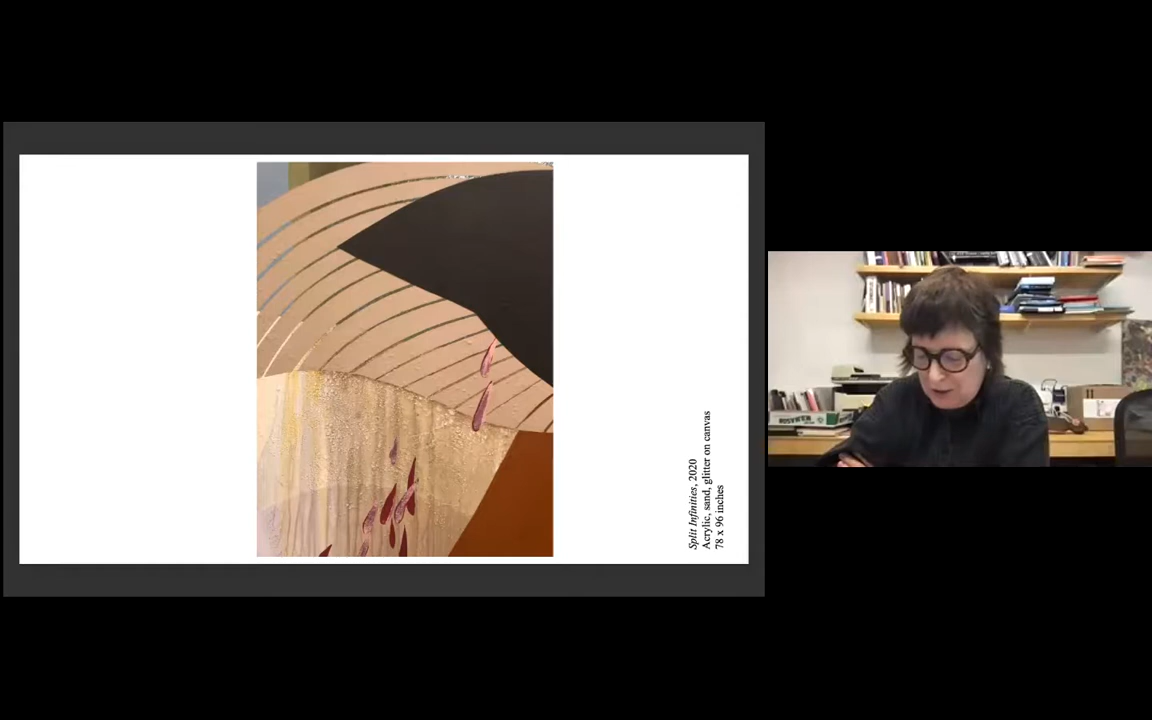 Split Infinities, 2020
Acrylic, sand, glitter on canvas
78 x 96 inches